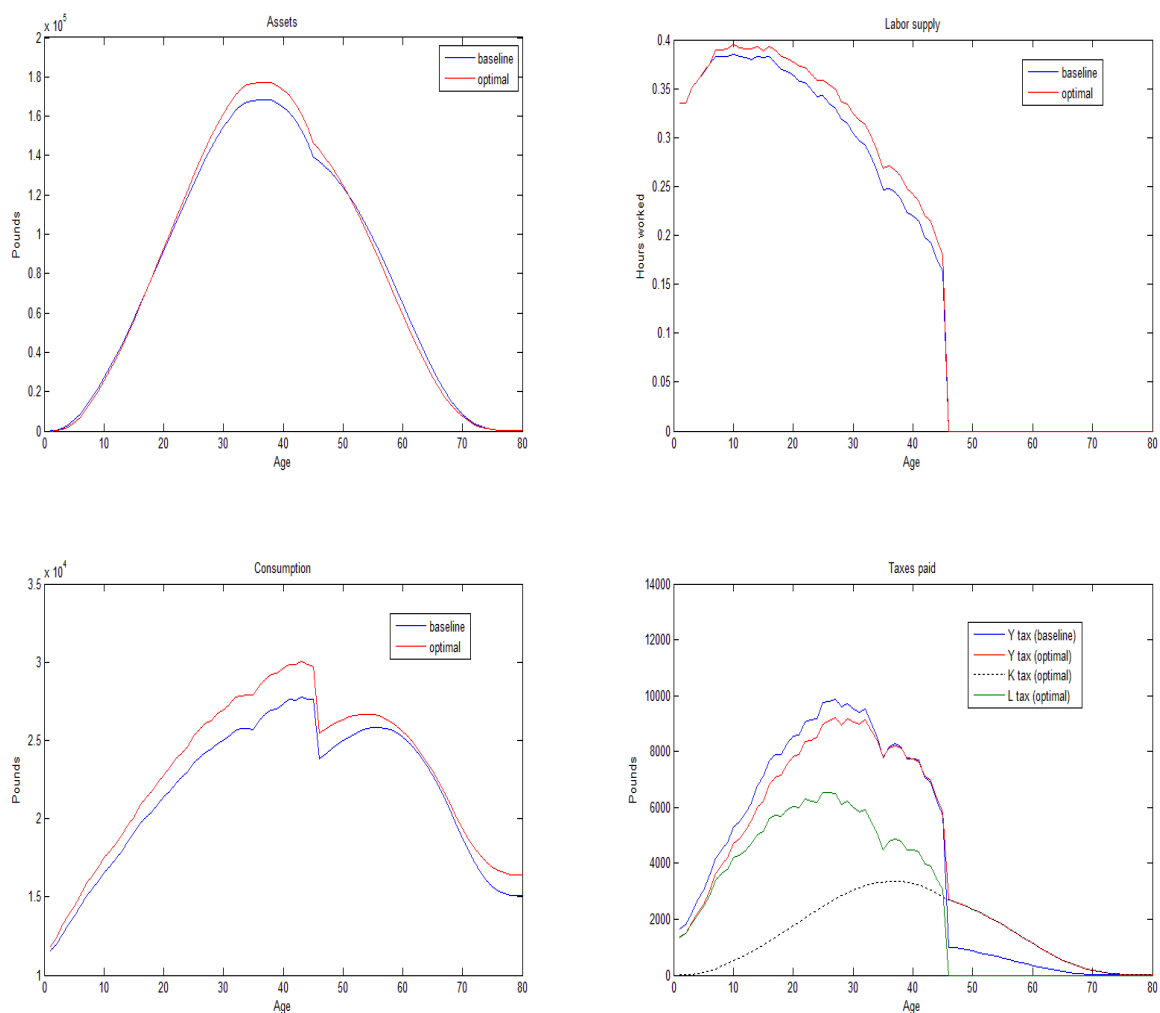 Assets
x 10^5
2
1.8
1.6
1.4
1.2
1
0.8
0.6
0.4
0.2
0
Pounds
baseline
optimal
0 10 20 30 40 50 60 70 80
Age
Labor supply
0.4
0.35
0.3
0.25
0.2
0.15
0.1
0.05
0
Hours worked
baseline
optimal
0 10 20 30 40 50 60 70 80
Age
Consumption
x 10^4
3.5
3
2.5
2
1.5
1
Pounds
baseline
optimal
0 10 20 30 40 50 60 70 80
Age
Taxes paid
14000
12000
10000
8000
6000
4000
2000
0
Pounds
Y tax (baseline)
Y tax (optimal)
K tax (optimal)
L tax (optimal)
0 10 20 30 40 50 60 70 80
Age